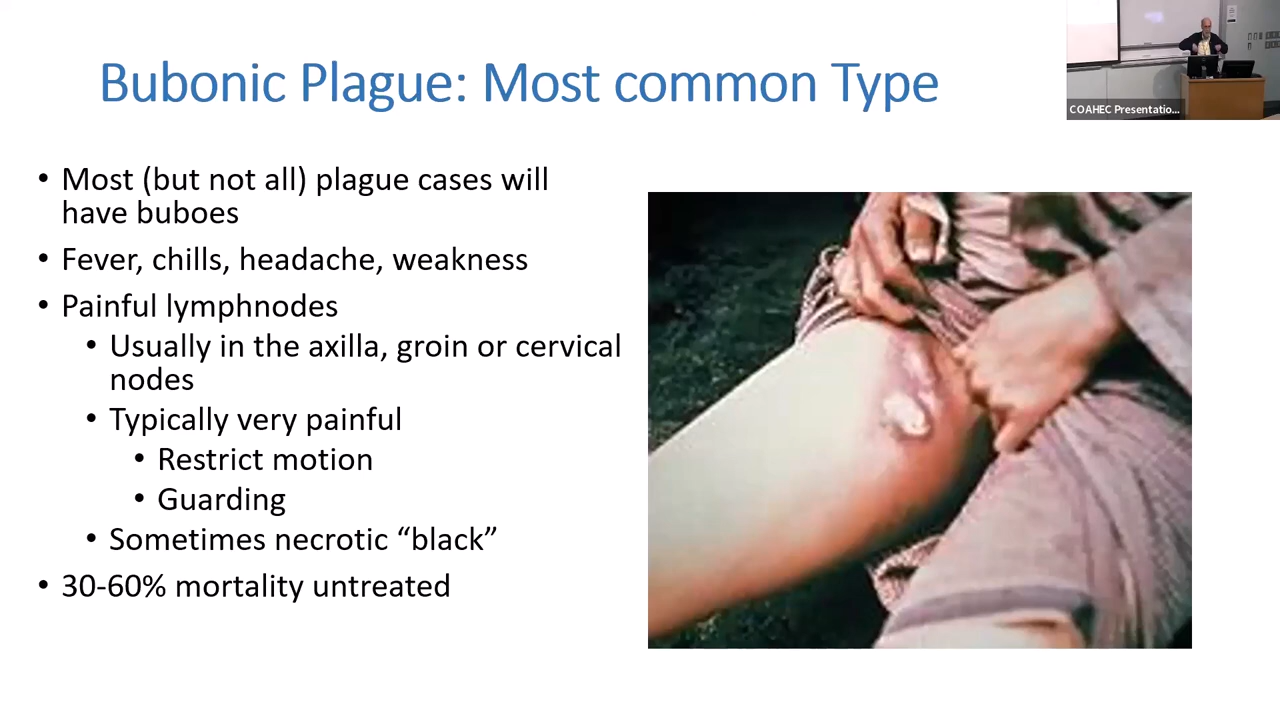 Bubonic Plague: Most common Type
COAHEC Presentatio...
• Most (but not all) plague cases will
have buboes
• Fever, chills, headache, weakness
• Painful lymphnodes
• Usually in the axilla, groin or cervical
nodes
• Typically very painful
• Restrict motion
• Guarding
• Sometimes necrotic “black”
• 30-60% mortality untreated